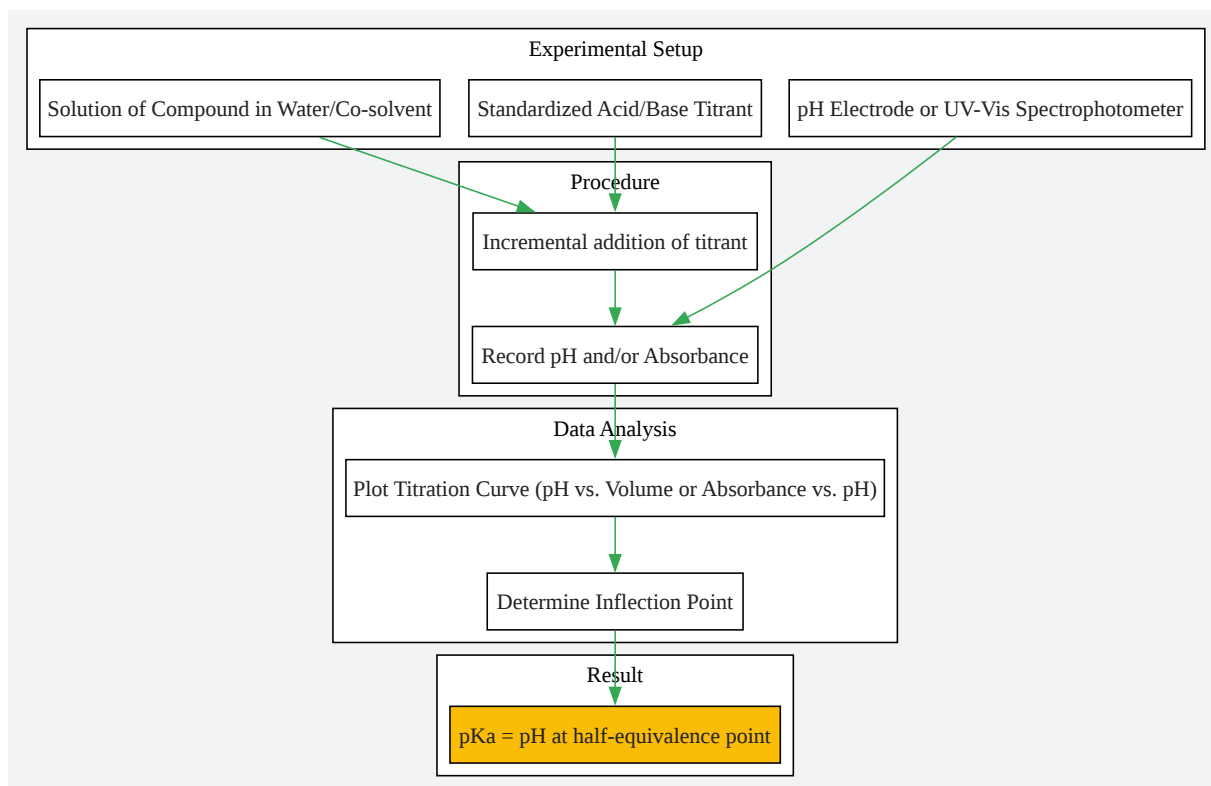 Experimental Setup
Solution of Compound in Water/Co-solvent
Standardized Acid/Base Titrant
pH Electrode or UV-Vis Spectrophotometer
Procedure
Incremental addition of titrant
Record pH and/or Absorbance
Data Analysis
Plot Titration Curve (pH vs. Volume or Absorbance vs. pH)
Determine Inflection Point
Result
pKa = pH at half-equivalence point